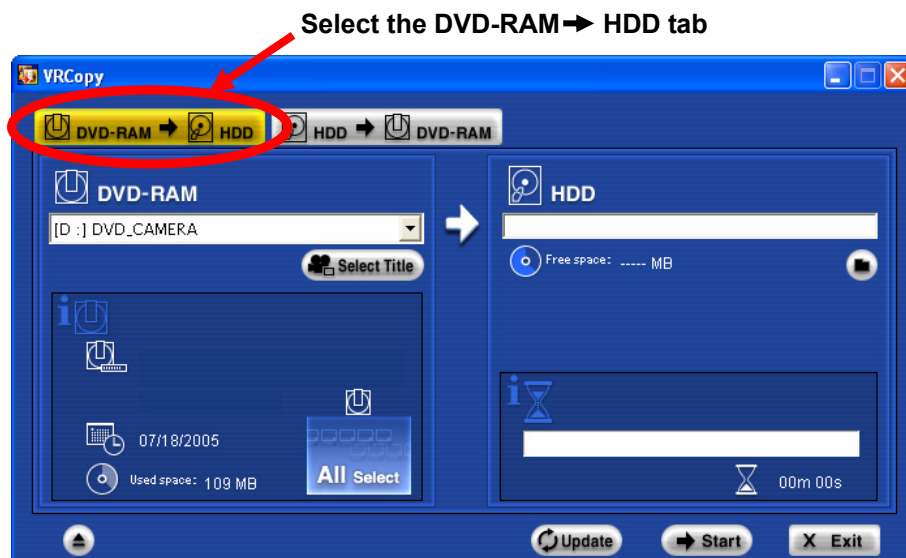 Select the DVD-RAM➔ HDD tab
VRCopy
DVD-RAM ➔ HDD
HDD ➔ DVD-RAM
DVD-RAM
[D :] DVD_CAMERA
Select Title
07/18/2005
Used space: 109 MB
All Select
HDD
Free space: ----- MB
00m 00s
Update
Start
X Exit